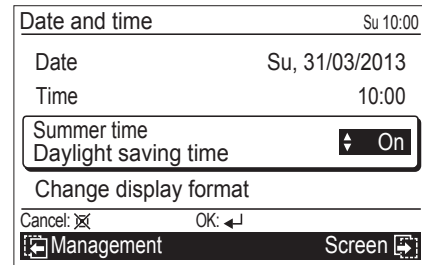 Date and time Su 10:00
Date Su, 31/03/2013
Time 10:00
Summer time
Daylight saving time On
Change display format
Cancel: OK:
Management Screen